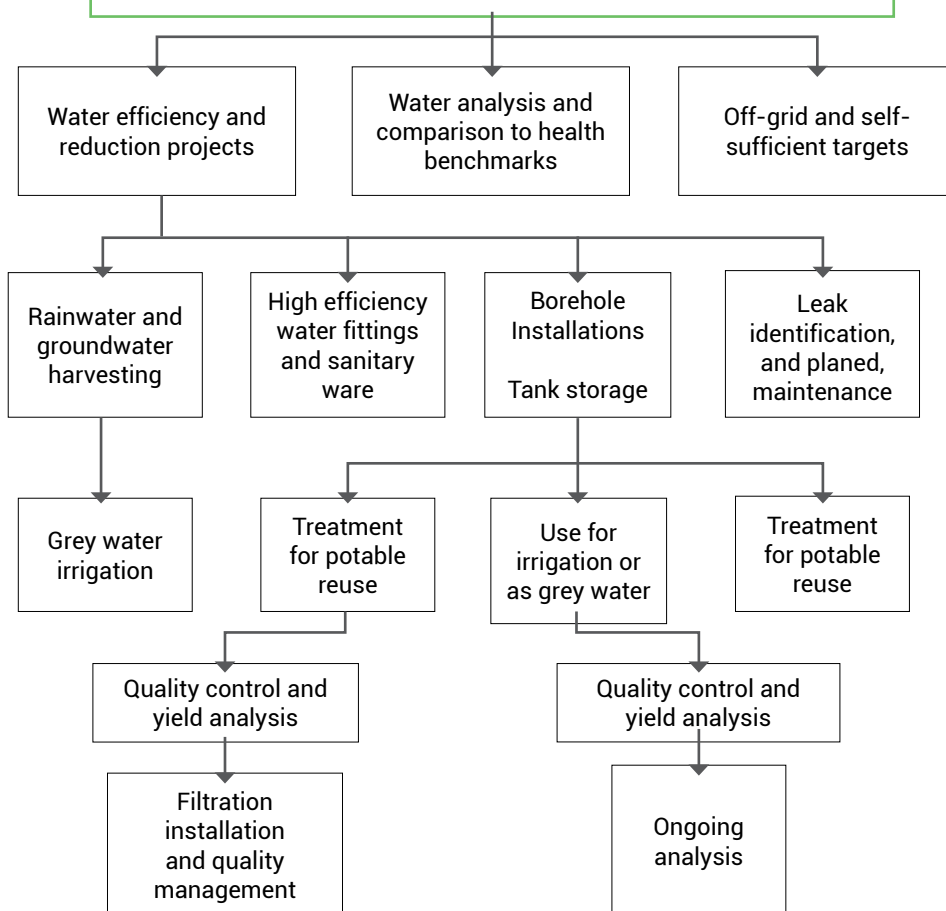 Water efficiency and
reduction projects
Water analysis and
comparison to health
benchmarks
Off-grid and self-
sufficient targets
Rainwater and
groundwater
harvesting
High efficiency
water fittings
and sanitary
ware
Borehole
Installations
Tank storage
Leak
identification,
and planed,
maintenance
Grey water
irrigation
Treatment
for potable
reuse
Use for
irrigation or
as grey water
Treatment
for potable
reuse
Quality control and
yield analysis
Quality control and
yield analysis
Filtration
installation
and quality
management
Ongoing
analysis